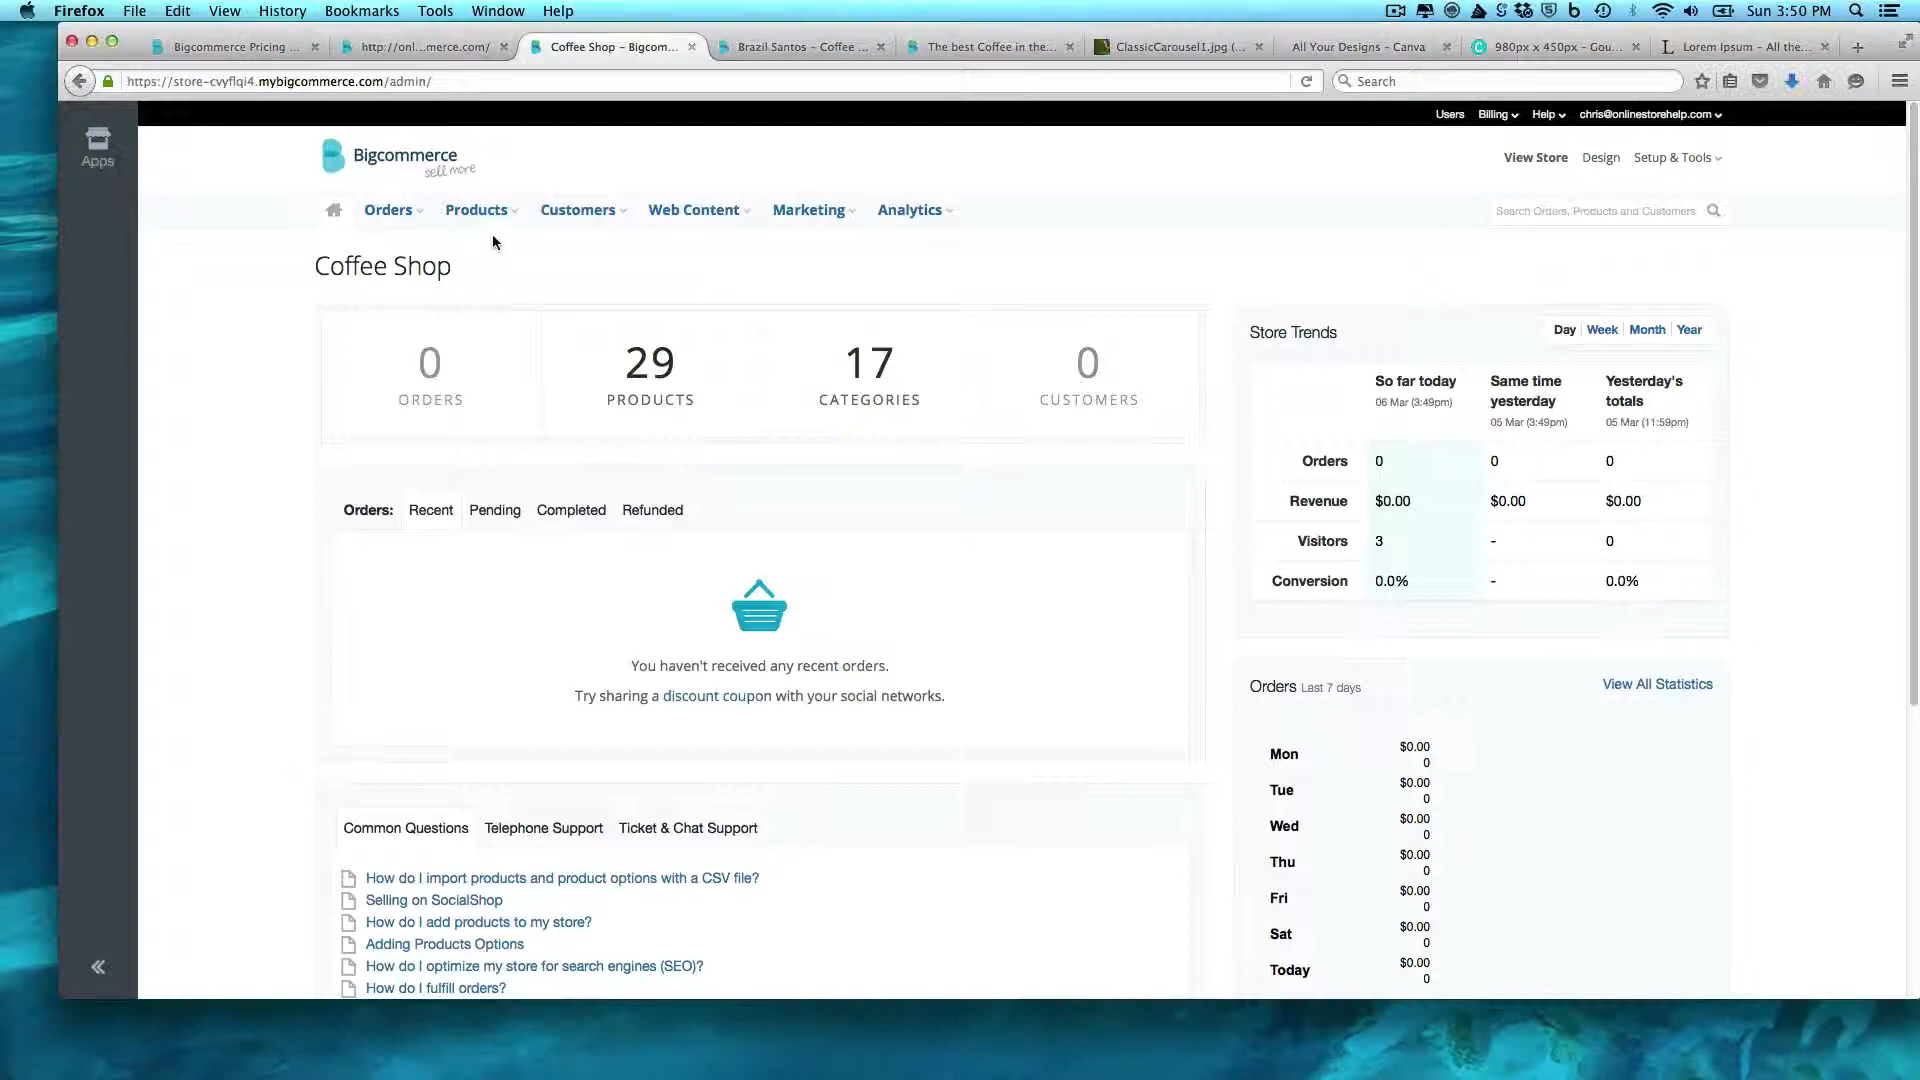 Firefox File Edit View History Bookmarks Tools Window Help
Sun 3:50 PM
Bigcommerce Pricing ...
http://onl...merce.com/
Coffee Shop – Bigcom...
Brazil Santos – Coffee ...
The best Coffee in the...
ClassicCarousel1.jpg (...
All Your Designs – Canva
980px x 450px – Gou...
Lorem Ipsum – All the...
https://store-cvyflqi4.mybigcommerce.com/admin/
Search
Apps
Users Billing Help chris@onlinestorehelp.com
Bigcommerce
sell more
View Store Design Setup & Tools
Orders Products Customers Web Content Marketing Analytics
Search Orders, Products and Customers
Coffee Shop
0 29 17 0
ORDERS PRODUCTS CATEGORIES CUSTOMERS
Orders: Recent Pending Completed Refunded
You haven't received any recent orders.
Try sharing a discount coupon with your social networks.
Common Questions Telephone Support Ticket & Chat Support
How do I import products and product options with a CSV file?
Selling on SocialShop
How do I add products to my store?
Adding Products Options
How do I optimize my store for search engines (SEO)?
How do I fulfill orders?
Store Trends Day Week Month Year
So far today
06 Mar (3:49pm)
Same time
yesterday
05 Mar (3:49pm)
Yesterday's
totals
05 Mar (11:59pm)
Orders 0 0 0
Revenue $0.00 $0.00 $0.00
Visitors 3 - 0
Conversion 0.0% - 0.0%
Orders Last 7 days View All Statistics
Mon $0.00
0
Tue $0.00
0
Wed $0.00
0
Thu $0.00
0
Fri $0.00
0
Sat $0.00
0
Today $0.00
0